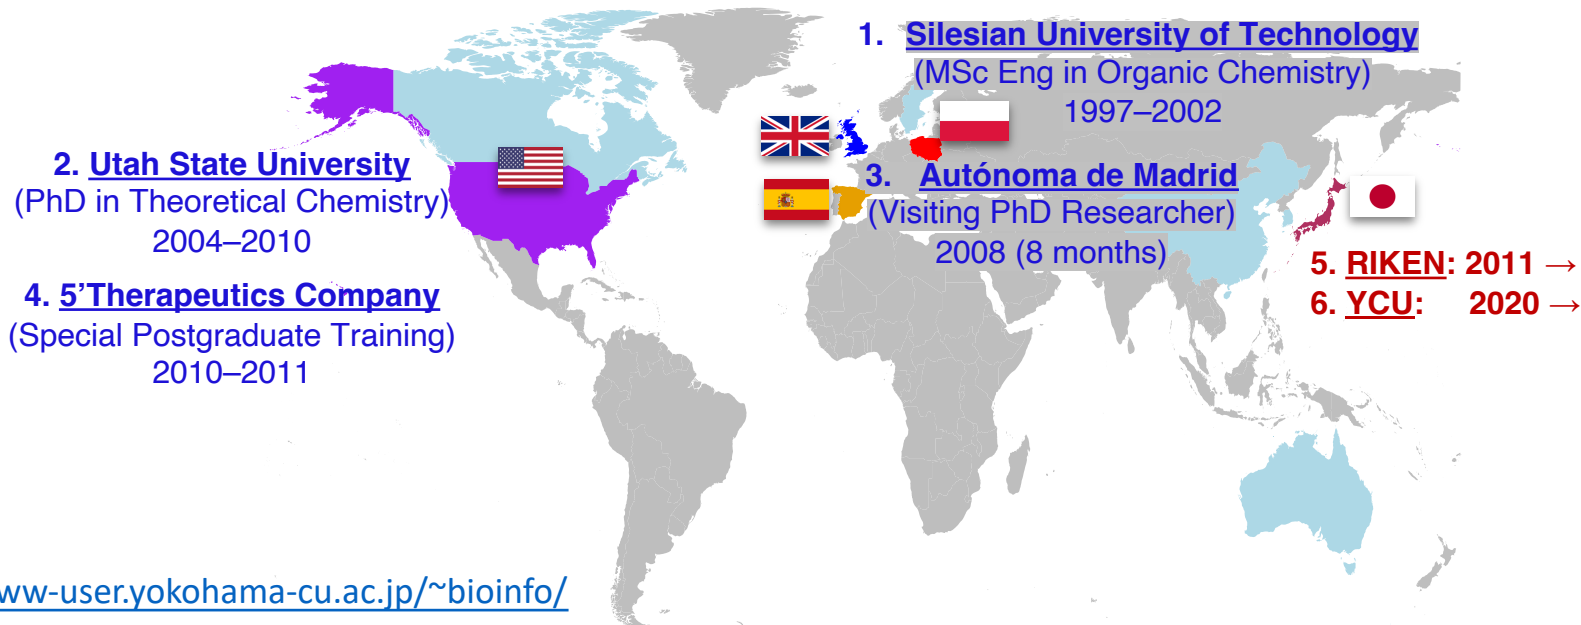 1. Silesian University of Technology
(MSc Eng in Organic Chemistry)
1997–2002
2. Utah State University
(PhD in Theoretical Chemistry)
2004–2010
3. Autónoma de Madrid
(Visiting PhD Researcher)
2008 (8 months)
4. 5’Therapeutics Company
(Special Postgraduate Training)
2010–2011
5. RIKEN: 2011 →
6. YCU: 2020 →
ww-user.yokohama-cu.ac.jp/~bioinfo/